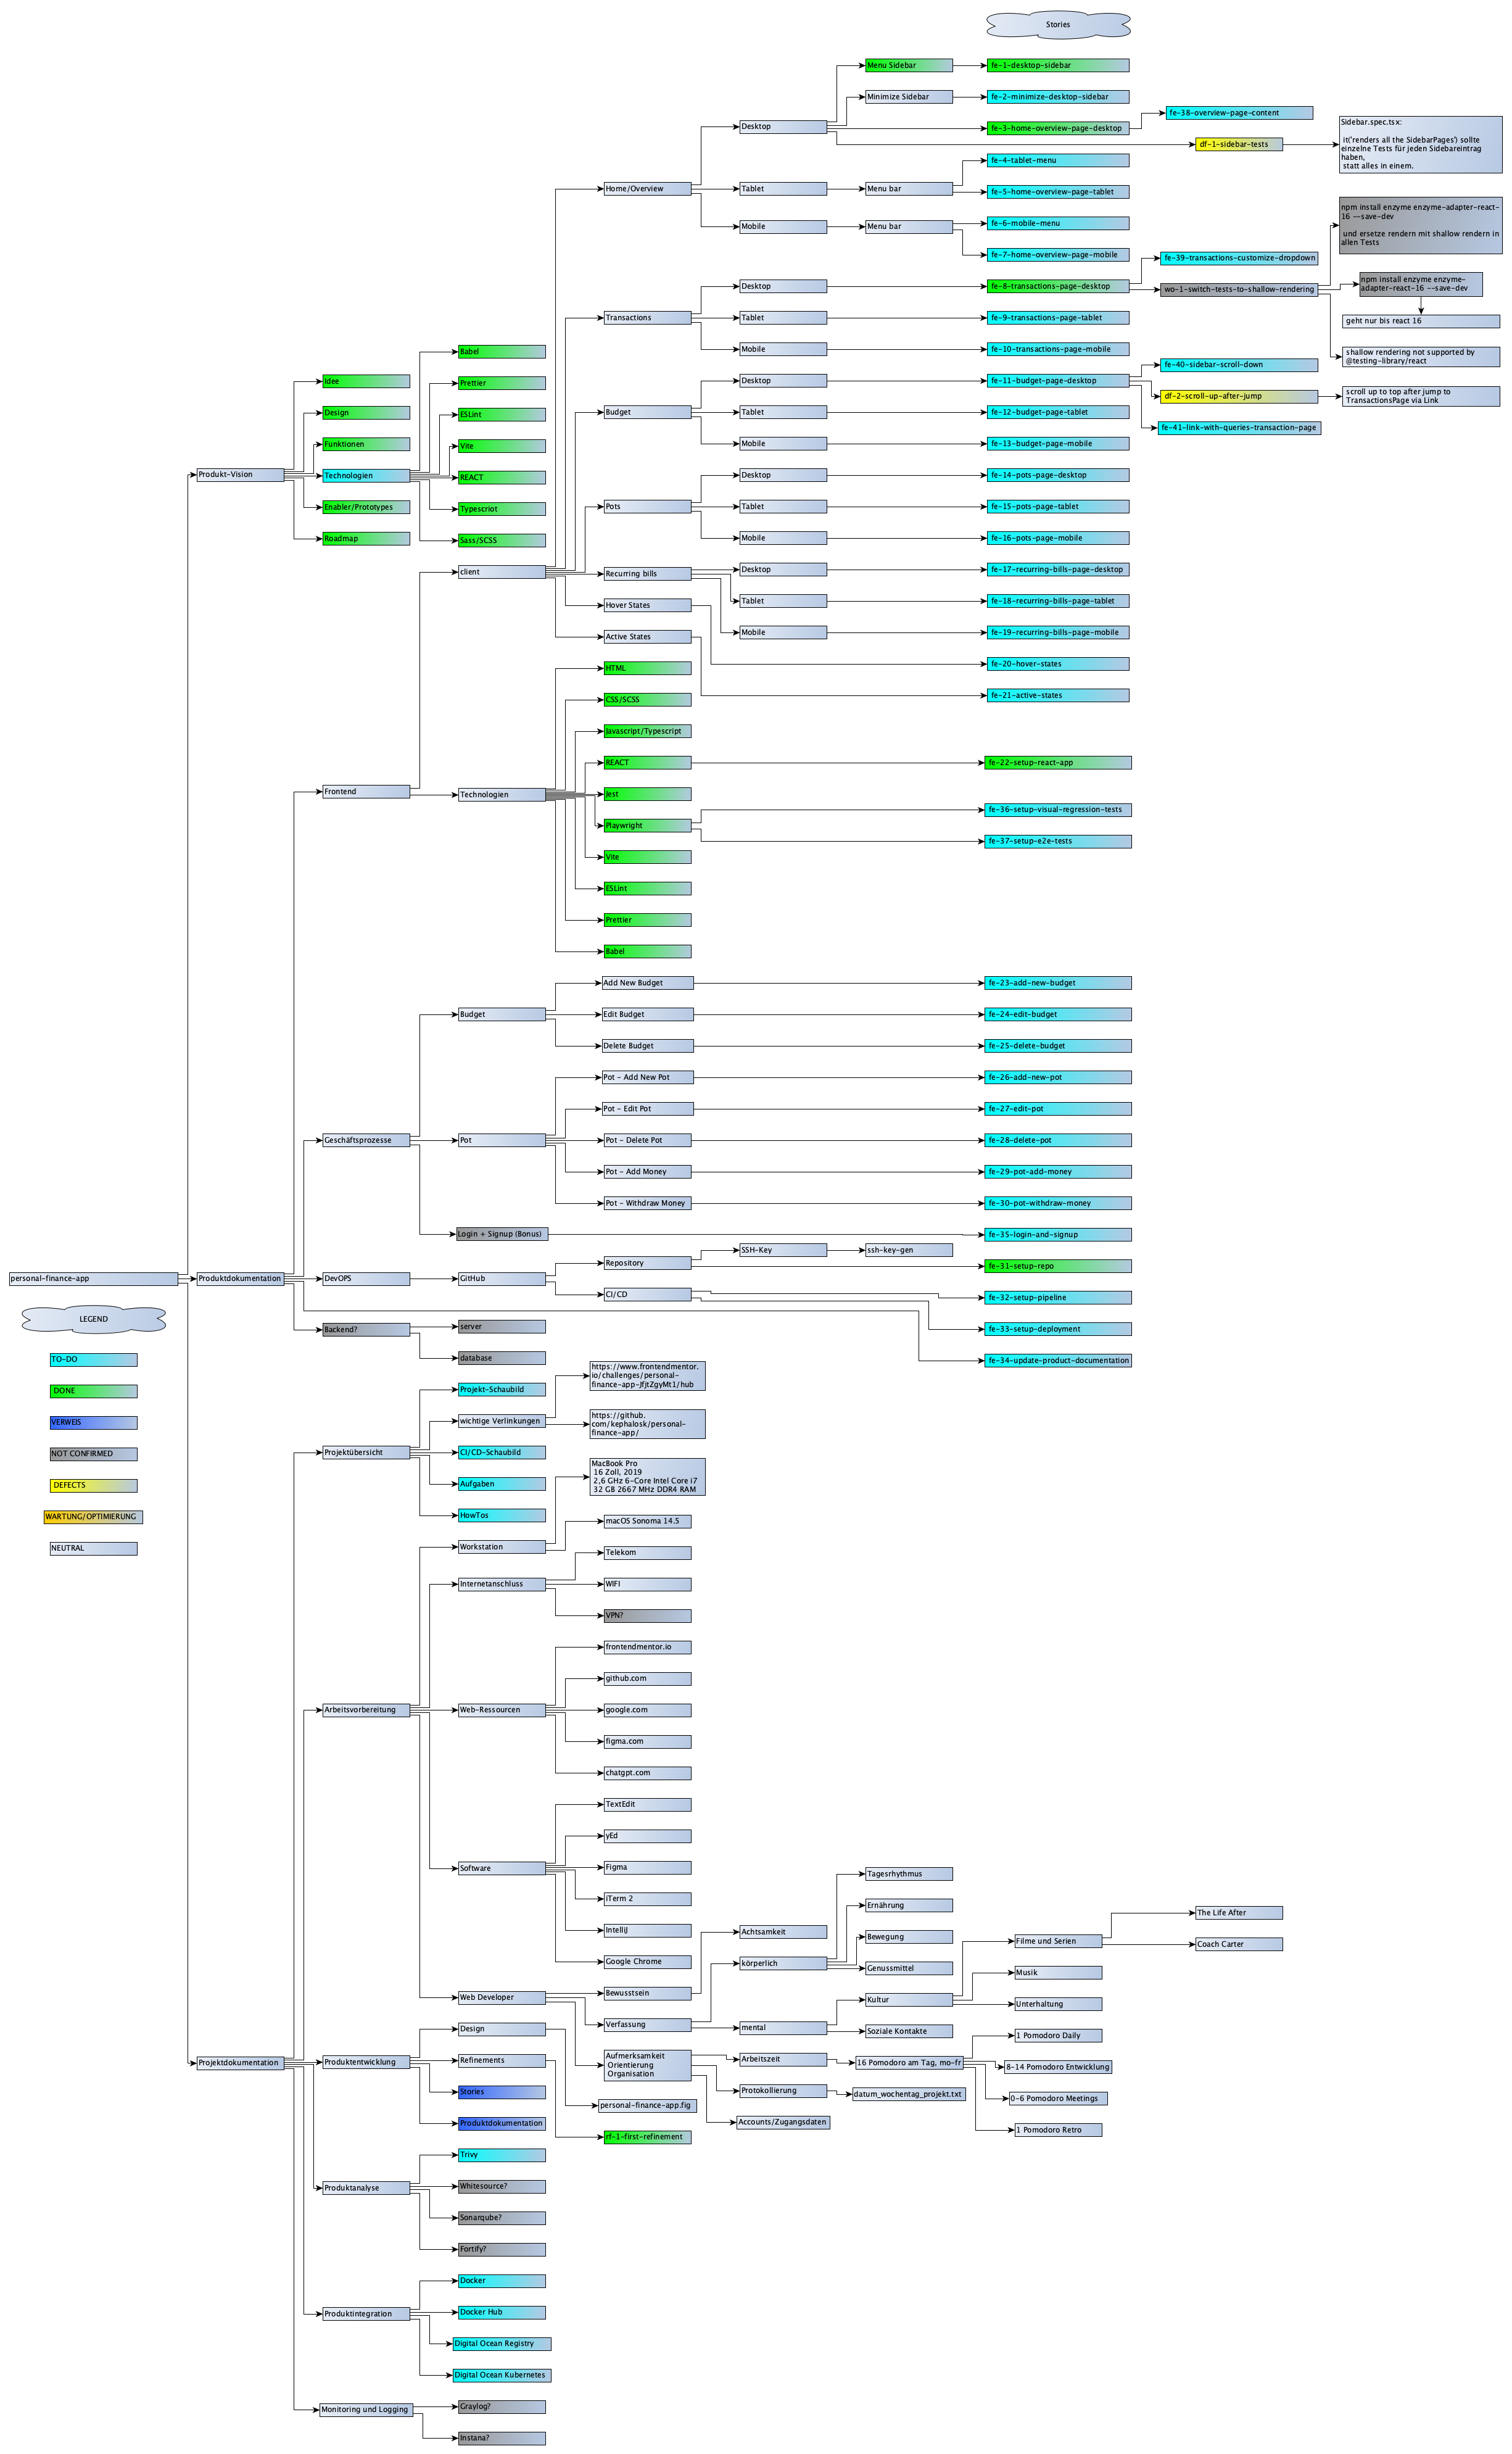 Stories
Menu Sidebar
fe-1-desktop-sidebar
Minimize Sidebar
fe-2-minimize-desktop-sidebar
fe-38-overview-page-content
Desktop
fe-3-home-overview-page-desktop
df-1-sidebar-tests
Sidebar.spec.tsx:
it('renders all the SidebarPages') sollte
einzelne Tests für jeden Sidebareintrag
haben,
statt alles in einem.
fe-4-tablet-menu
Home/Overview
Tablet
Menu bar
fe-5-home-overview-page-tablet
Mobile
Menu bar
fe-6-mobile-menu
fe-7-home-overview-page-mobile
npm install enzyme enzyme-adapter-react-
16 --save-dev
und ersetze rendern mit shallow rendern in
allen Tests
fe-39-transactions-customize-dropdown
Desktop
fe-8-transactions-page-desktop
wo-1-switch-tests-to-shallow-rendering
npm install enzyme enzyme-
adapter-react-16 --save-dev
Transactions
Tablet
fe-9-transactions-page-tablet
geht nur bis react 16
Mobile
fe-10-transactions-page-mobile
shallow rendering not supported by
@testing-library/react
Babel
fe-40-sidebar-scroll-down
Idee
Prettier
Desktop
fe-11-budget-page-desktop
df-2-scroll-up-after-jump
scroll up to top after jump to
TransactionsPage via Link
Design
ESLint
Budget
Tablet
fe-12-budget-page-tablet
fe-41-link-with-queries-transaction-page
Funktionen
Vite
Mobile
fe-13-budget-page-mobile
Produkt-Vision
Technologien
REACT
Desktop
fe-14-pots-page-desktop
Enabler/Prototypes
Typescriot
Pots
Tablet
fe-15-pots-page-tablet
Roadmap
Sass/SCSS
Mobile
fe-16-pots-page-mobile
client
Recurring bills
Desktop
fe-17-recurring-bills-page-desktop
Hover States
Tablet
fe-18-recurring-bills-page-tablet
Active States
Mobile
fe-19-recurring-bills-page-mobile
HTML
fe-20-hover-states
CSS/SCSS
fe-21-active-states
Javascript/Typescript
REACT
fe-22-setup-react-app
Frontend
Technologien
Jest
Playwright
fe-36-setup-visual-regression-tests
fe-37-setup-e2e-tests
Vite
ESLint
Prettier
Babel
Add New Budget
fe-23-add-new-budget
Budget
Edit Budget
fe-24-edit-budget
Delete Budget
fe-25-delete-budget
Pot - Add New Pot
fe-26-add-new-pot
Pot - Edit Pot
fe-27-edit-pot
Geschäftsprozesse
Pot
Pot - Delete Pot
fe-28-delete-pot
Pot - Add Money
fe-29-pot-add-money
Pot - Withdraw Money
fe-30-pot-withdraw-money
Login + Signup (Bonus)
fe-35-login-and-signup
SSH-Key
ssh-key-gen
Repository
fe-31-setup-repo
personal-finance-app
Produktdokumentation
DevOPS
GitHub
CI/CD
fe-32-setup-pipeline
LEGEND
Backend?
server
fe-33-setup-deployment
database
fe-34-update-product-documentation
TO-DO
DONE
VERWEIS
NOT CONFIRMED
DEFECTS
WARTUNG/OPTIMIERUNG
NEUTRAL
https://www.frontendmentor.
io/challenges/personal-
finance-app-JfjtZgyMt1/hub
Projekt-Schaubild
wichtige Verlinkungen
https://github.
com/kephalosk/personal-
finance-app/
Projektübersicht
CI/CD-Schaubild
Aufgaben
MacBook Pro
16 Zoll, 2019
2,6 GHz 6-Core Intel Core i7
32 GB 2667 MHz DDR4 RAM
HowTos
macOS Sonoma 14.5
Workstation
Telekom
Internetanschluss
WIFI
VPN?
frontendmentor.io
github.com
Arbeitsvorbereitung
Web-Ressourcen
google.com
figma.com
chatgpt.com
TextEdit
yEd
Software
Figma
Tagesrhythmus
iTerm 2
Ernährung
The Life After
IntelliJ
Achtsamkeit
Bewegung
Filme und Serien
Coach Carter
Google Chrome
körperlich
Genussmittel
Musik
Web Developer
Bewusstsein
Kultur
Unterhaltung
Design
Verfassung
mental
Soziale Kontakte
1 Pomodoro Daily
Projektdokumentation
Produktentwicklung
Refinements
Aufmerksamkeit
Orientierung
Organisation
Arbeitszeit
16 Pomodoro am Tag, mo-fr
8-14 Pomodoro Entwicklung
Stories
Protokollierung
datum_wochentag_projekt.txt
0-6 Pomodoro Meetings
personal-finance-app.fig
Produktdokumentation
Accounts/Zugangsdaten
1 Pomodoro Retro
rf-1-first-refinement
Trivy
Produktanalyse
Whitesource?
Sonarqube?
Fortify?
Docker
Produktintegration
Docker Hub
Digital Ocean Registry
Digital Ocean Kubernetes
Monitoring und Logging
Graylog?
Instana?